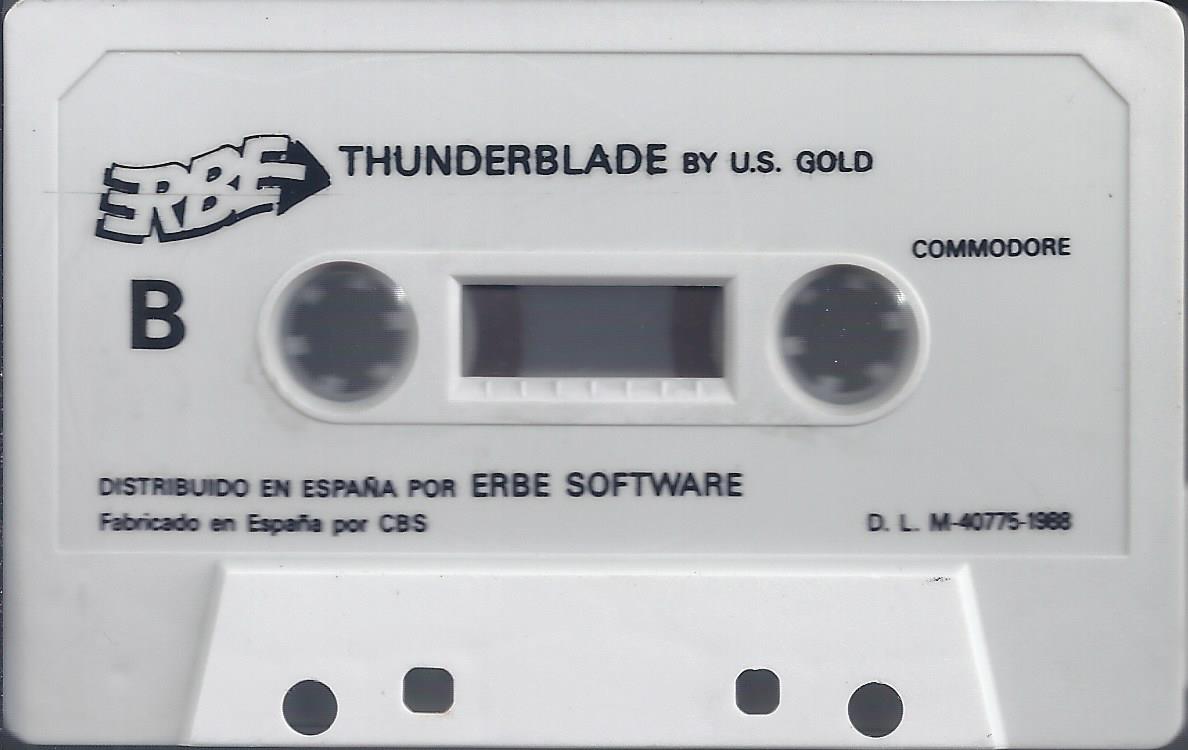 ERBE
THUNDERBLADE BY U.S. GOLD
COMMODORE
B
DISTRIBUIDO EN ESPAÑA POR ERBE SOFTWARE
Fabricado en España por CBS
D. L. M-40775-1988